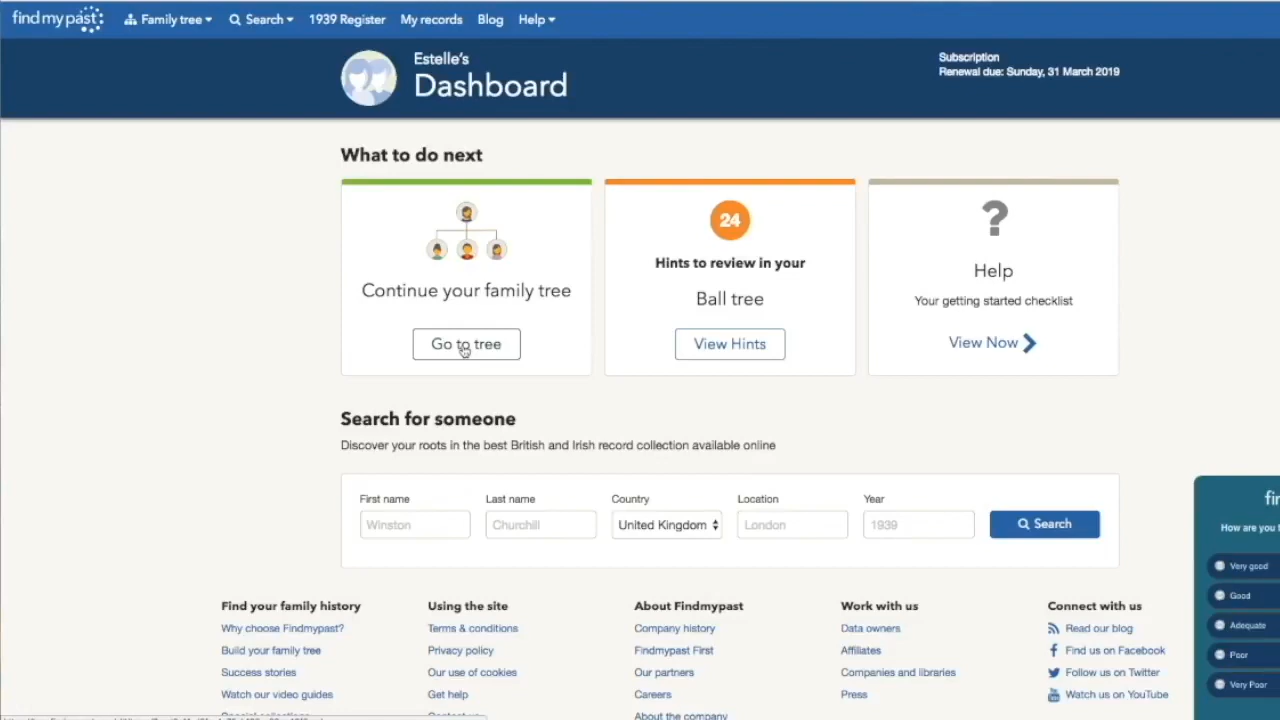 findmypast
Family tree
Search
1939 Register
My records
Blog
Help
Estelle's
Dashboard
Subscription
Renewal due: Sunday, 31 March 2019
What to do next
Continue your family tree
Go to tree
24
Hints to review in your
Ball tree
View Hints
?
Help
Your getting started checklist
View Now
Search for someone
Discover your roots in the best British and Irish record collection available online
First name
Last name
Country
Location
Year
Winston
Churchill
United Kingdom
London
1939
Search
Find your family history
Why choose Findmypast?
Build your family tree
Success stories
Watch our video guides
Using the site
Terms & conditions
Privacy policy
Our use of cookies
Get help
About Findmypast
Company history
Findmypast First
Our partners
Careers
About the company
Work with us
Data owners
Affiliates
Companies and libraries
Press
Connect with us
Read our blog
Find us on Facebook
Follow us on Twitter
Watch us on YouTube
How are you
Very good
Good
Adequate
Poor
Very Poor